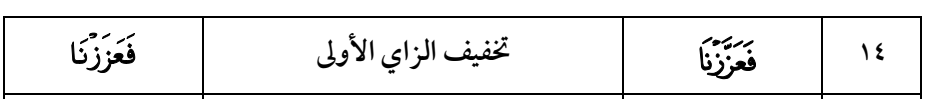 ١٤ فَعَزَّزۡنَا تخفيف الزاي الأولى فَعَزَزۡنَا